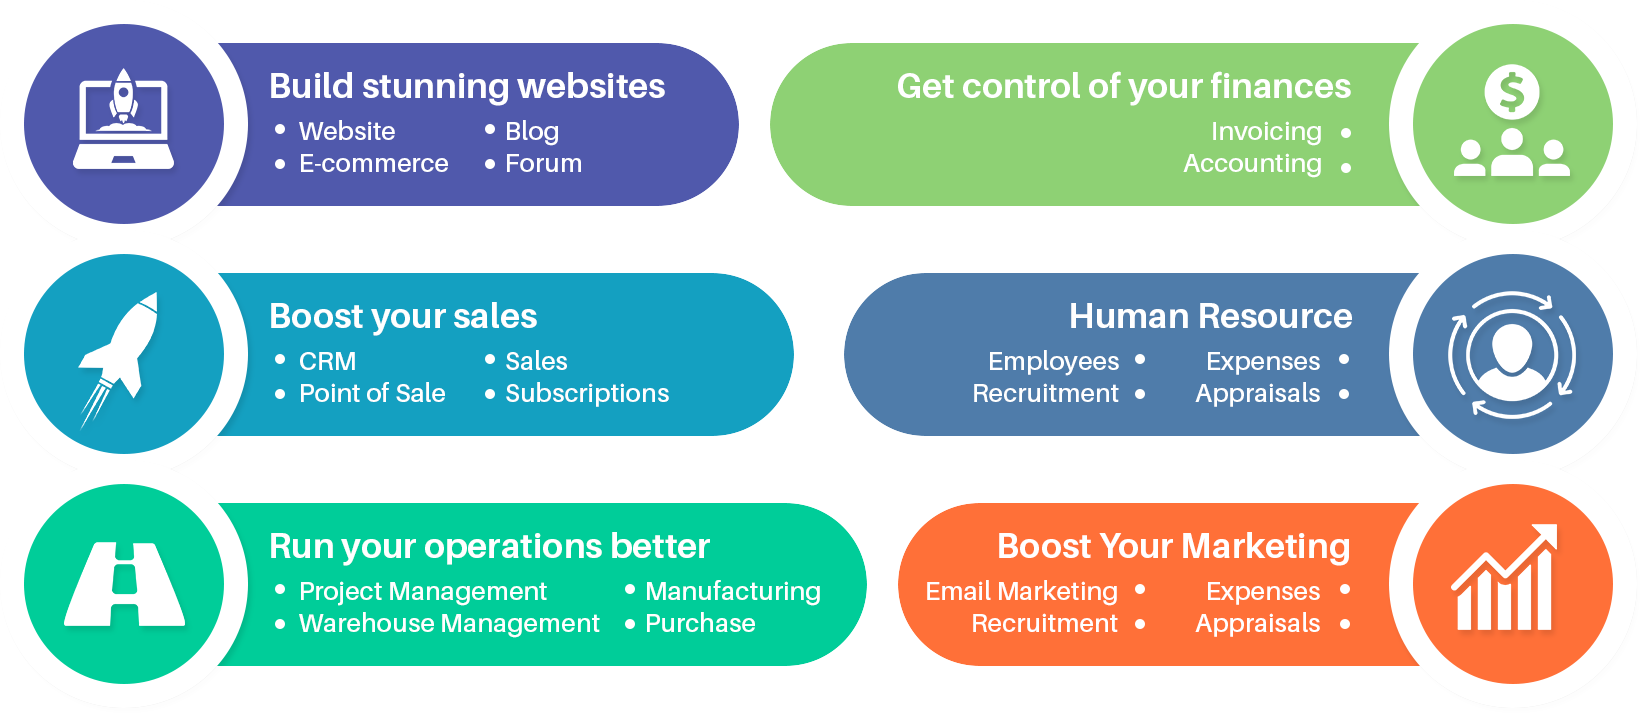 Build stunning websites
• Website • Blog
• E-commerce • Forum
Get control of your finances
Invoicing •
Accounting •
Boost your sales
• CRM • Sales
• Point of Sale • Subscriptions
Human Resource
Employees • Expenses •
Recruitment • Appraisals •
Run your operations better
• Project Management • Manufacturing
• Warehouse Management • Purchase
Boost Your Marketing
Email Marketing • Expenses •
Recruitment • Appraisals •